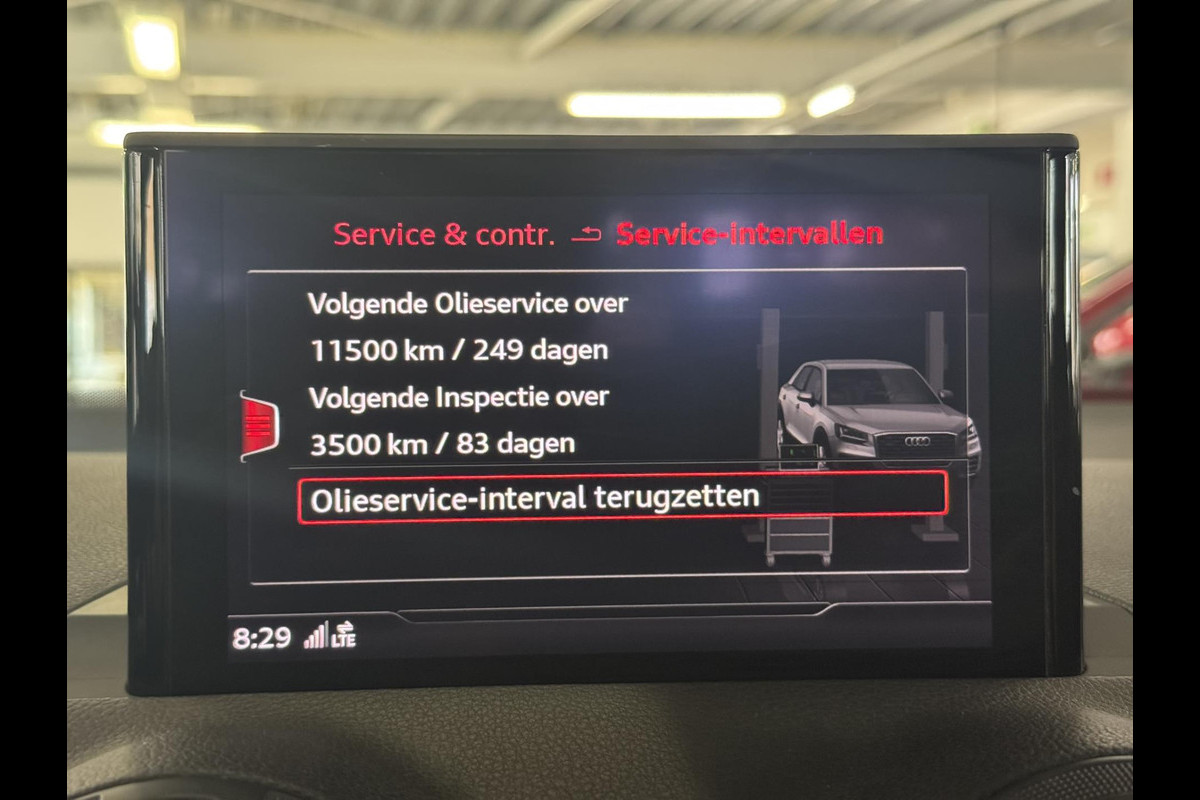 Service & contr. Service-intervallen
Volgende Olieservice over
11500 km / 249 dagen
Volgende Inspectie over
3500 km / 83 dagen
Olieservice-interval terugzetten
8:29 LTE